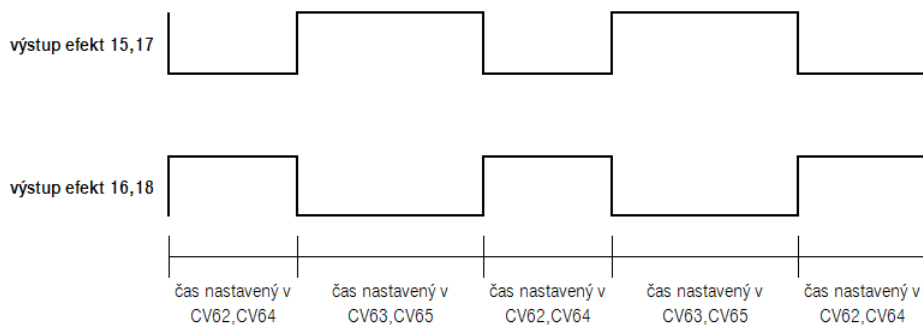 výstup efekt 15,17
výstup efekt 16,18
čas nastavený v
CV62,CV64
čas nastavený v
CV63,CV65
čas nastavený v
CV62,CV64
čas nastavený v
CV63,CV65
čas nastavený v
CV62,CV64